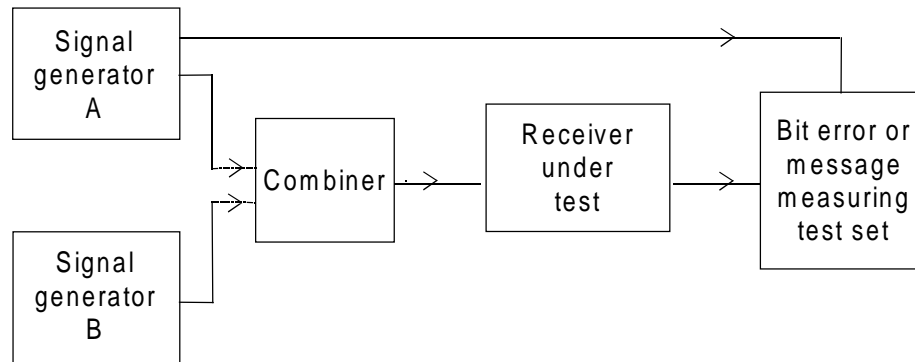 Signal
generator
A
Combiner
Receiver
under
test
Bit error or
message
measuring
test set
Signal
generator
B